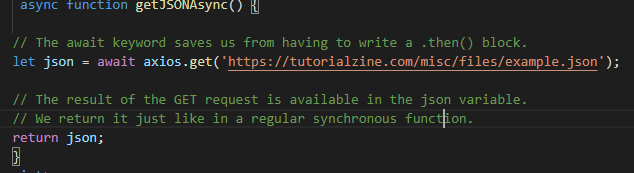 async function getJSONAsync() {
// The await keyword saves us from having to write a .then() block.
let json = await axios.get('https://tutorialzine.com/misc/files/example.json');
// The result of the GET request is available in the json variable.
// We return it just like in a regular synchronous function.
return json;
}